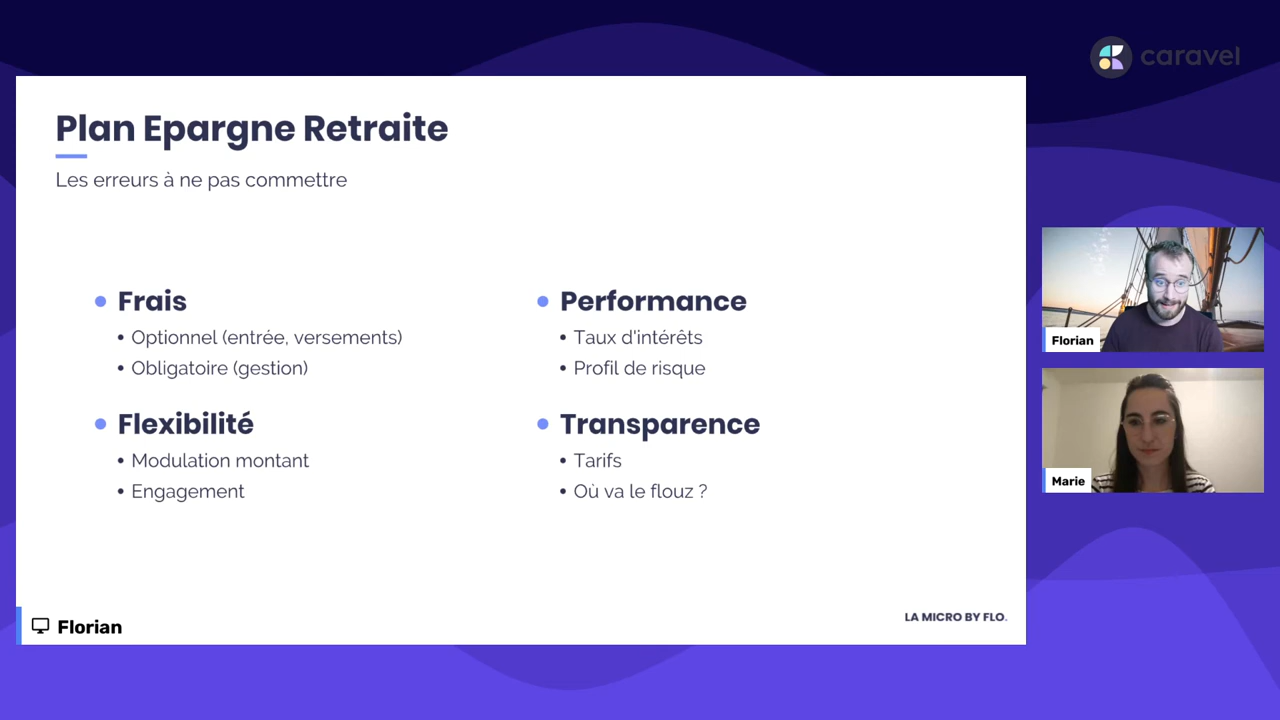 caravel
Plan Epargne Retraite
Les erreurs à ne pas commettre
• Frais
• Optionnel (entrée, versements)
• Obligatoire (gestion)
• Flexibilité
• Modulation montant
• Engagement
• Performance
• Taux d'intérêts
• Profil de risque
• Transparence
• Tarifs
• Où va le flouz ?
Florian
LA MICRO BY FLO.
Florian
Marie